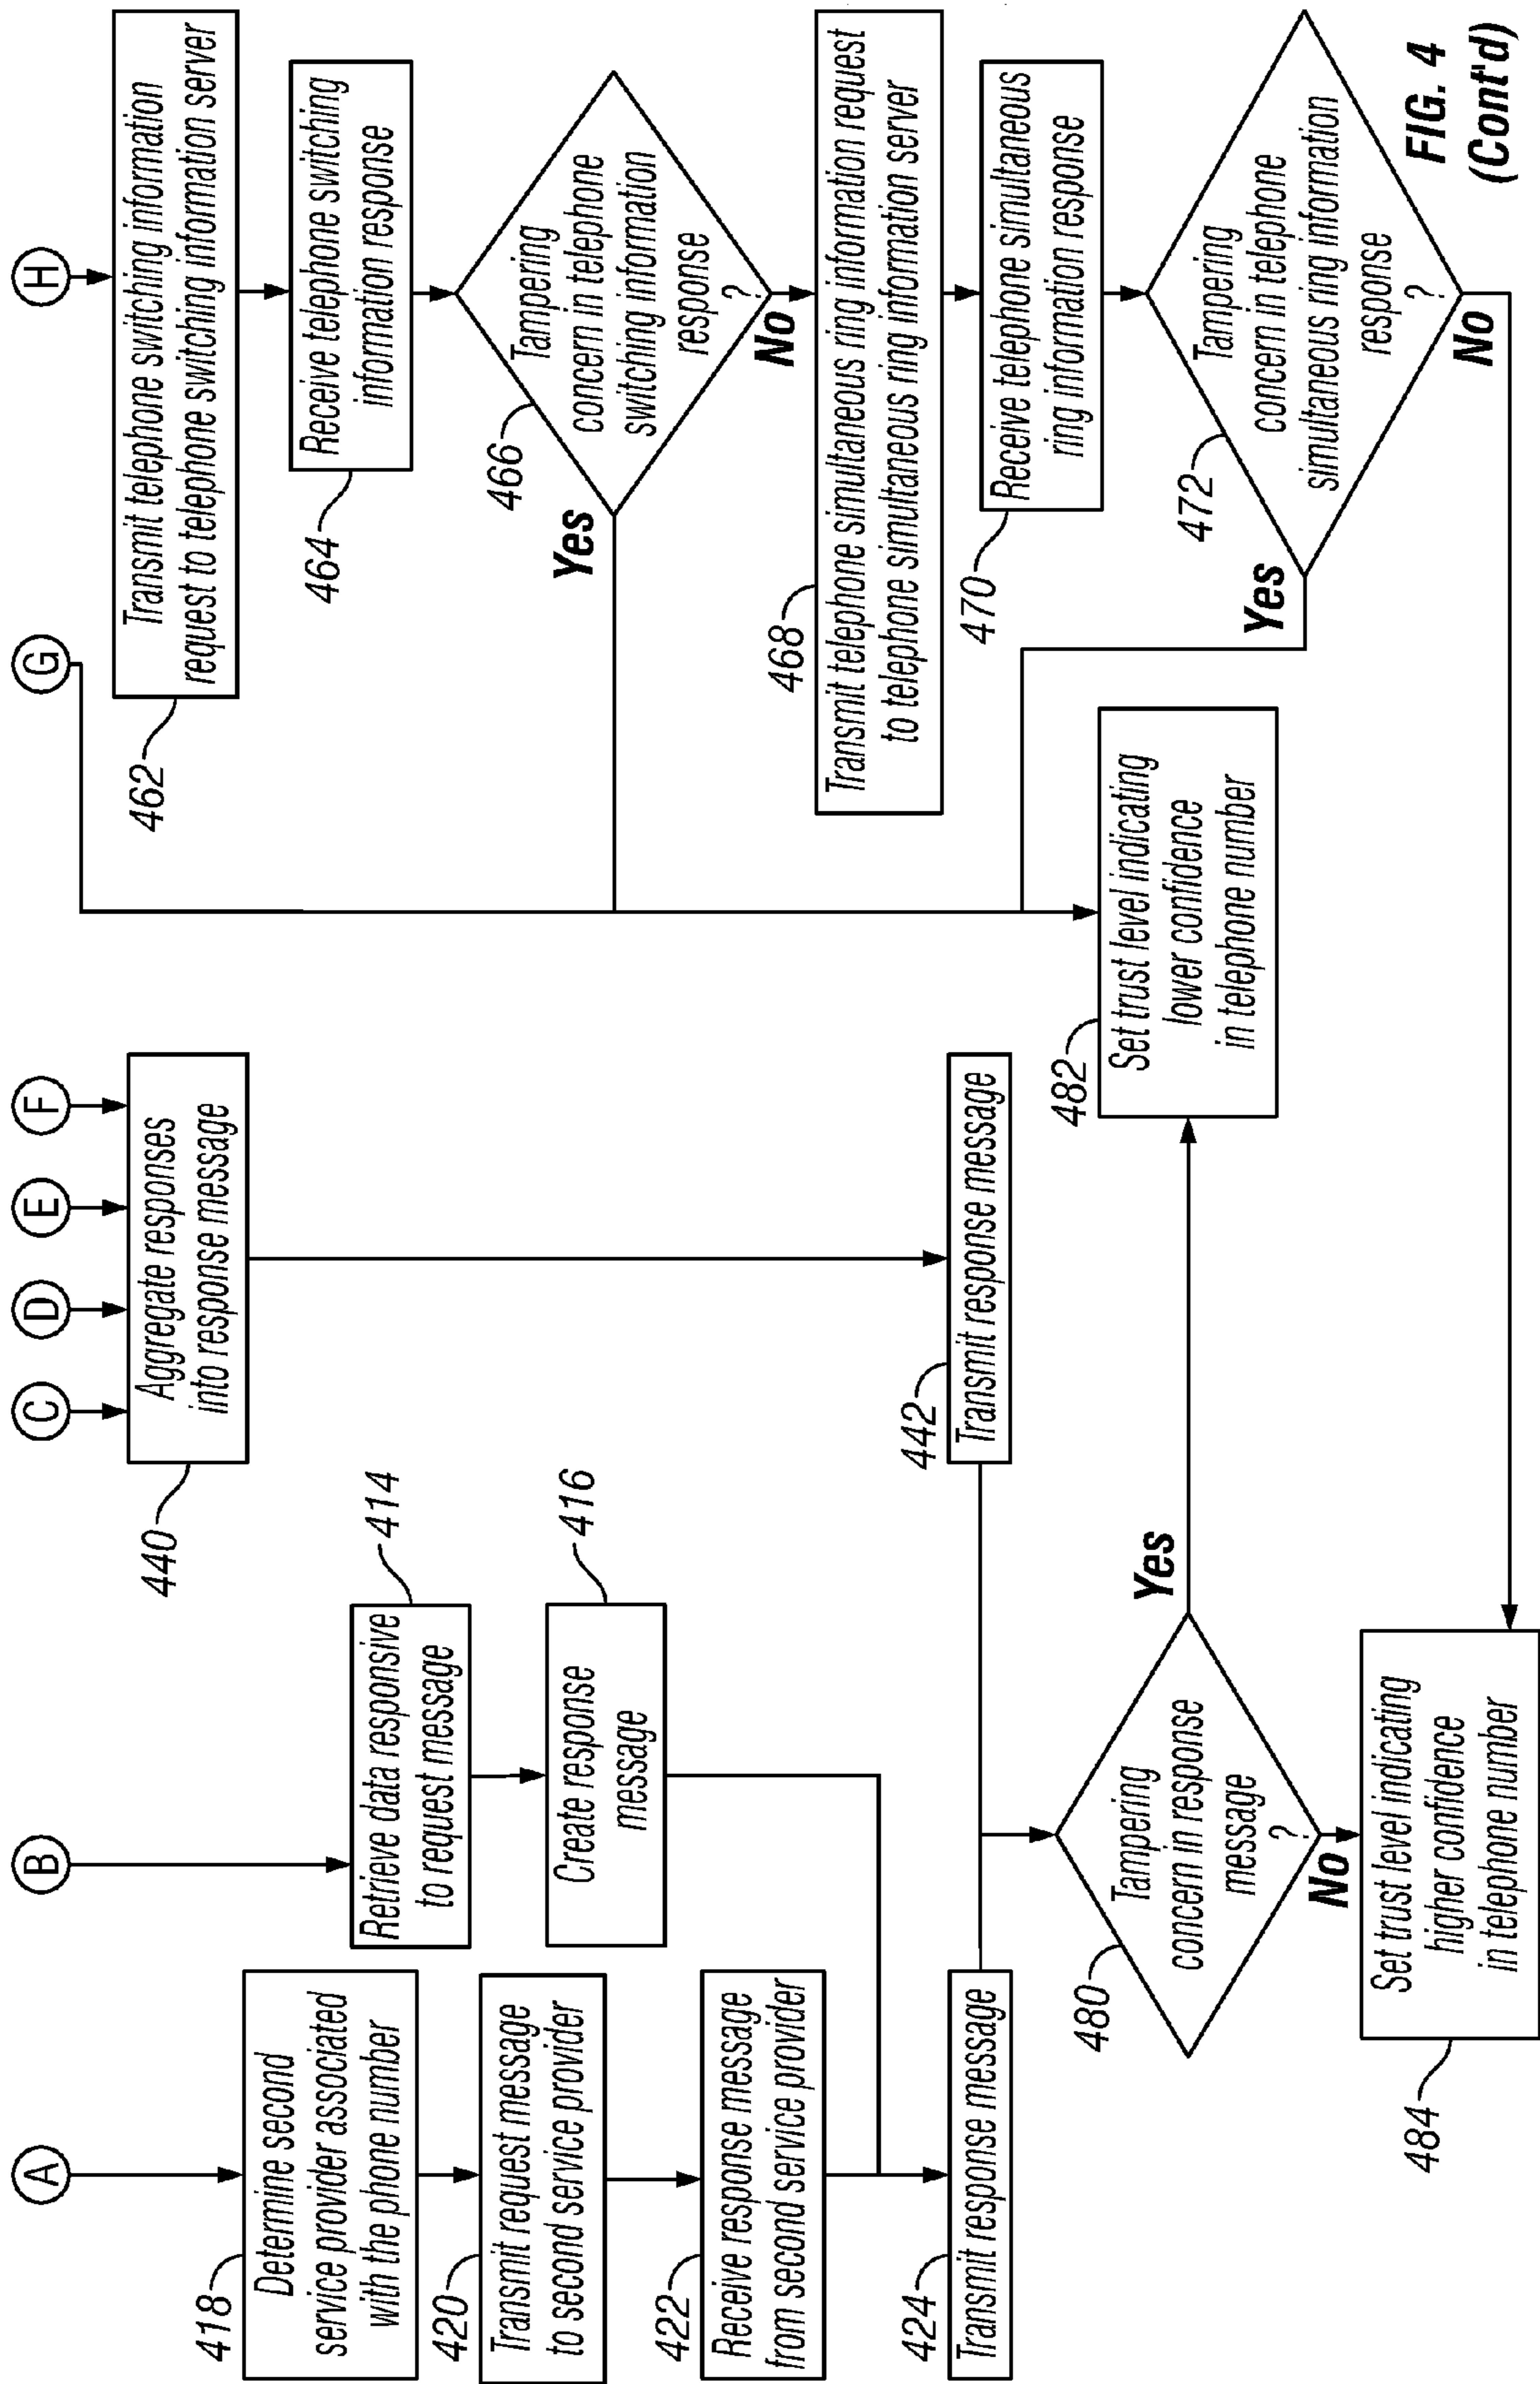 A
B
C
D
E
F
G
H
418
Determine second
service provider associated
with the phone number
420
Transmit request message
to second service provider
422
Receive response message
from second service provider
424
Transmit response message
414
Retrieve data responsive
to request message
416
Create response
message
440
Aggregate responses
into response message
442
Transmit response message
480
Tampering
concern in response
message
?
Yes
No
484
Set trust level indicating
higher confidence
in telephone number
482
Set trust level indicating
lower confidence
in telephone number
462
Transmit telephone switching information
request to telephone switching information server
464
Receive telephone switching
information response
466
Tampering
concern in telephone
switching information
response
?
Yes
No
468
Transmit telephone simultaneous ring information request
to telephone simultaneous ring information server
470
Receive telephone simultaneous
ring information response
472
Tampering
concern in telephone
simultaneous ring information
response
?
Yes
No
FIG. 4
(Cont'd)